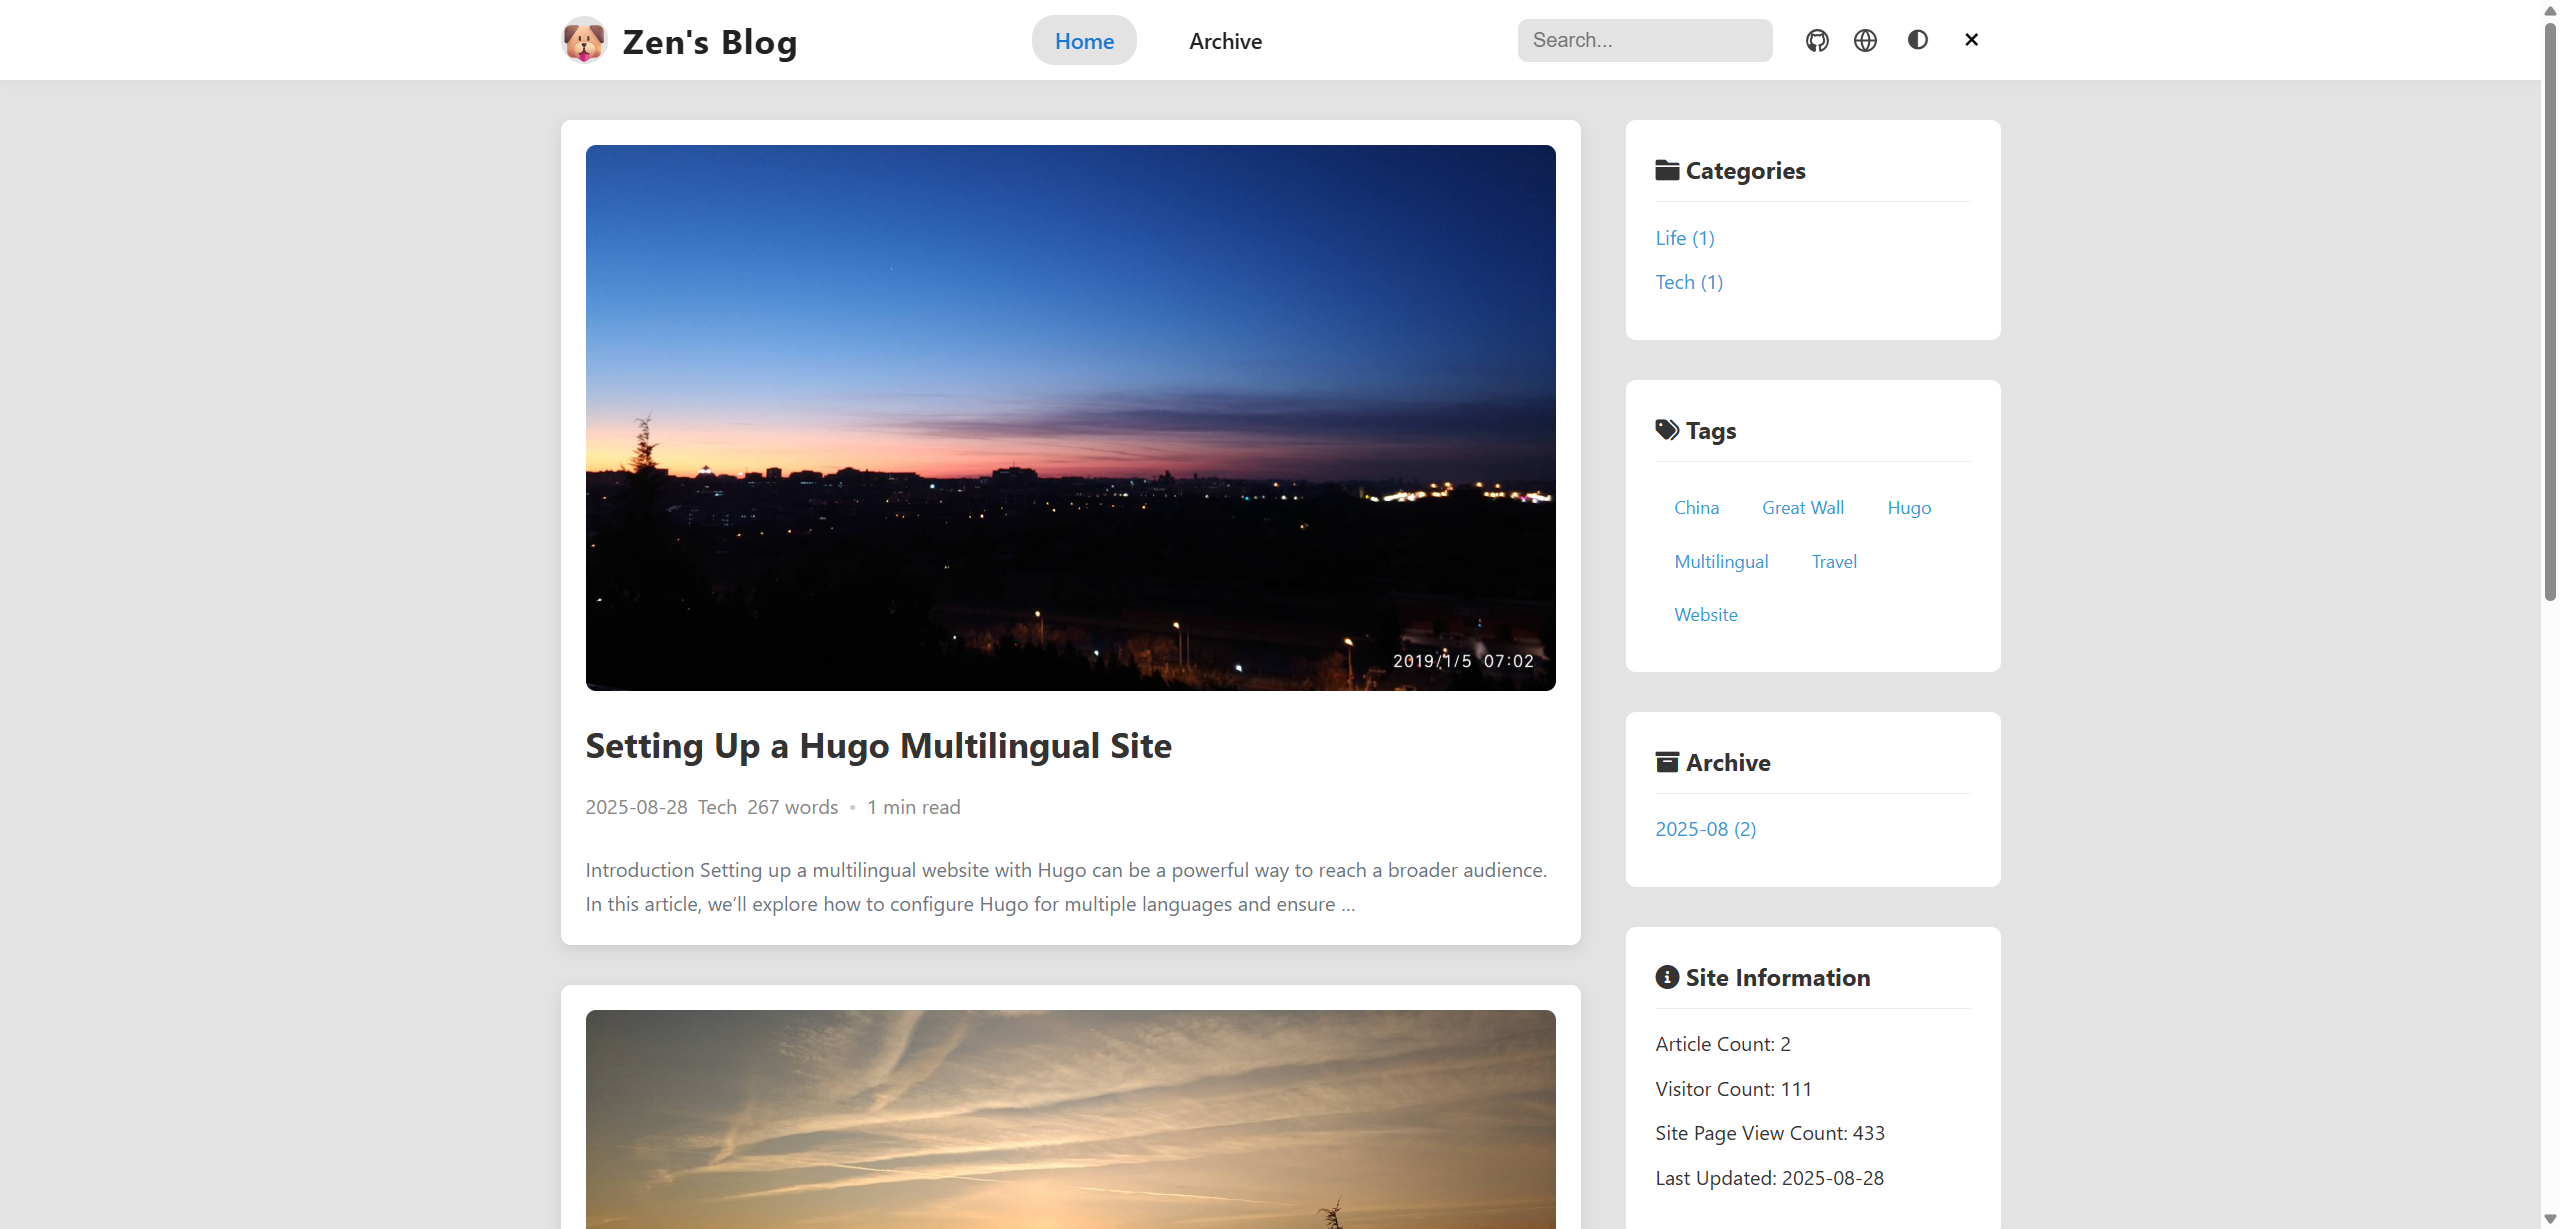 Zen's Blog
Home
Archive
Search...
2019/1/5 07:02
Setting Up a Hugo Multilingual Site
2025-08-28 Tech 267 words • 1 min read
Introduction Setting up a multilingual website with Hugo can be a powerful way to reach a broader audience.
In this article, we’ll explore how to configure Hugo for multiple languages and ensure …
Categories
Life (1)
Tech (1)
Tags
China Great Wall Hugo
Multilingual Travel
Website
Archive
2025-08 (2)
Site Information
Article Count: 2
Visitor Count: 111
Site Page View Count: 433
Last Updated: 2025-08-28